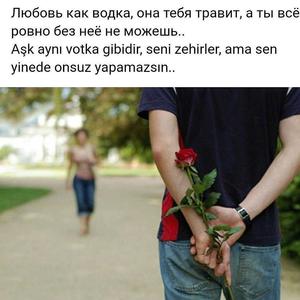 Любовь как водка, она тебя травит, а ты всё
ровно без неё не можешь..
Aşk aynı votka gibidir, seni zehirler, ama sen
yinede onsuz yapamazsın..